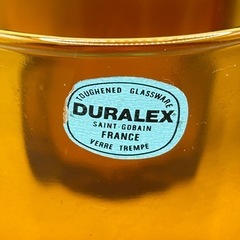 TOUGHENED GLASSWARE
DURALEX
SAINT GOBAIN
FRANCE
VERRE TREMPE